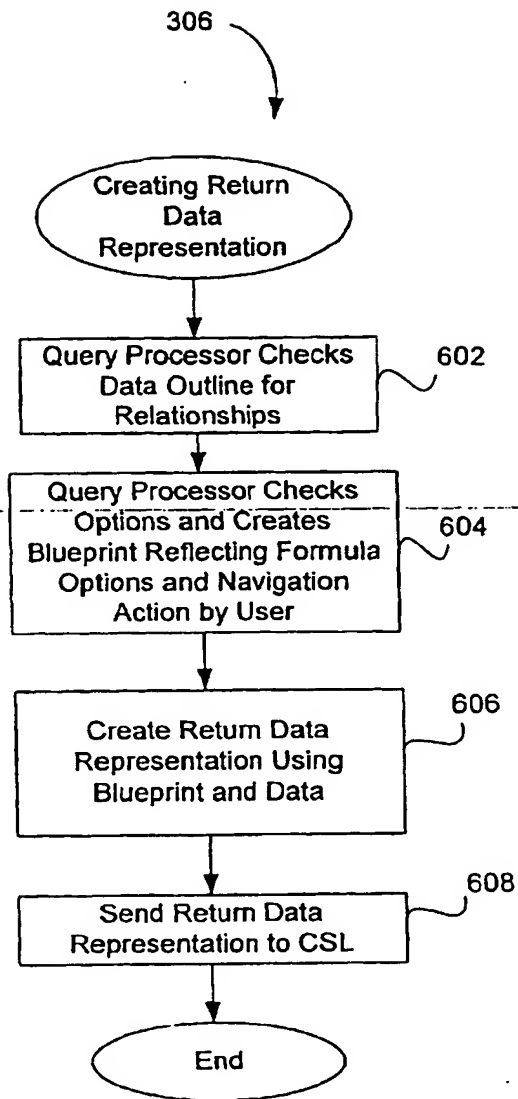 306
Creating Return
Data
Representation
Query Processor Checks
Data Outline for
Relationships
602
Query Processor Checks
Options and Creates
Blueprint Reflecting Formula
Options and Navigation
Action by User
604
Create Return Data
Representation Using
Blueprint and Data
606
Send Return Data
Representation to CSL
608
End